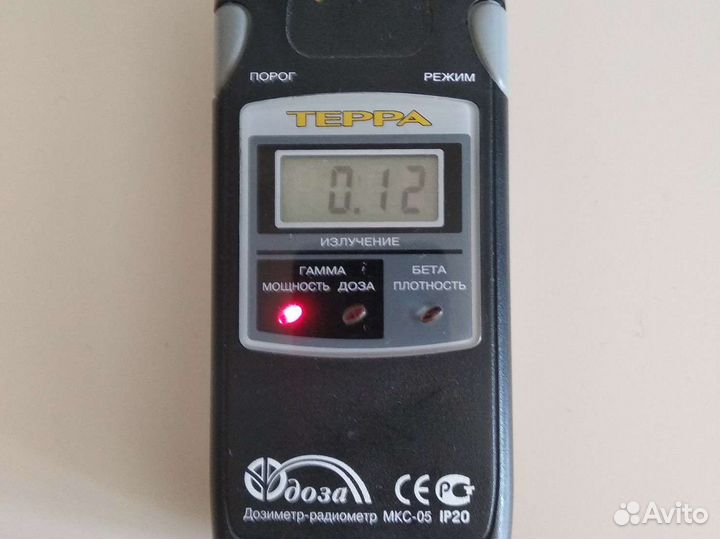 ПОРОГ РЕЖИМ
ТЕРРА
0.12
ИЗЛУЧЕНИЕ
ГАММА БЕТА
МОЩНОСТЬ ДОЗА ПЛОТНОСТЬ
доза CE РСТ
Дозиметр-радиометр МКС-05 IP20
Avito